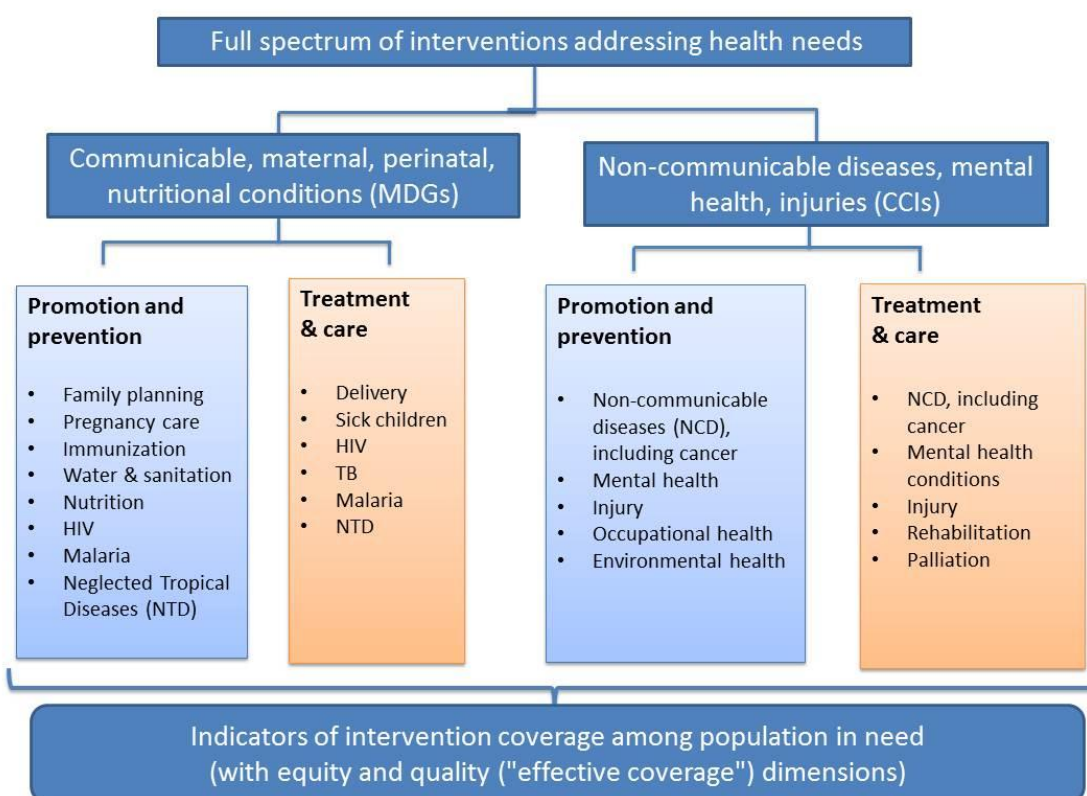 Full spectrum of interventions addressing health needs
Communicable, maternal, perinatal,
nutritional conditions (MDGs)
Non-communicable diseases, mental
health, injuries (CCIs)
Promotion and
prevention
• Family planning
• Pregnancy care
• Immunization
• Water & sanitation
• Nutrition
• HIV
• Malaria
• Neglected Tropical
Diseases (NTD)
Treatment
& care
• Delivery
• Sick children
• HIV
• TB
• Malaria
• NTD
Promotion and
prevention
• Non-communicable
diseases (NCD),
including cancer
• Mental health
• Injury
• Occupational health
• Environmental health
Treatment
& care
• NCD, including
cancer
• Mental health
conditions
• Injury
• Rehabilitation
• Palliation
Indicators of intervention coverage among population in need
(with equity and quality ("effective coverage") dimensions)